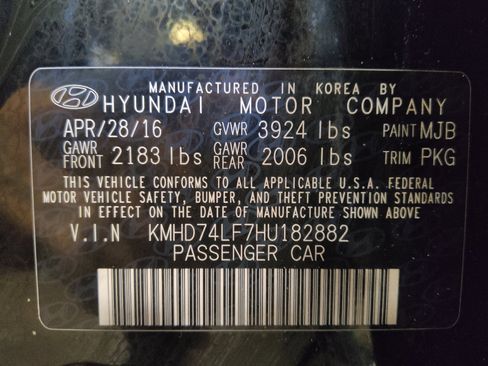 MANUFACTURED IN KOREA BY
HYUNDAI MOTOR COMPANY
APR/28/16 GVWR 3924 lbs PAINT MJB
GAWR FRONT 2183 lbs GAWR REAR 2006 lbs TRIM PKG
THIS VEHICLE CONFORMS TO ALL APPLICABLE U.S.A. FEDERAL
MOTOR VEHICLE SAFETY, BUMPER, AND THEFT PREVENTION STANDARDS
IN EFFECT ON THE DATE OF MANUFACTURE SHOWN ABOVE
V.I.N KMHD74LF7HU182882
PASSENGER CAR